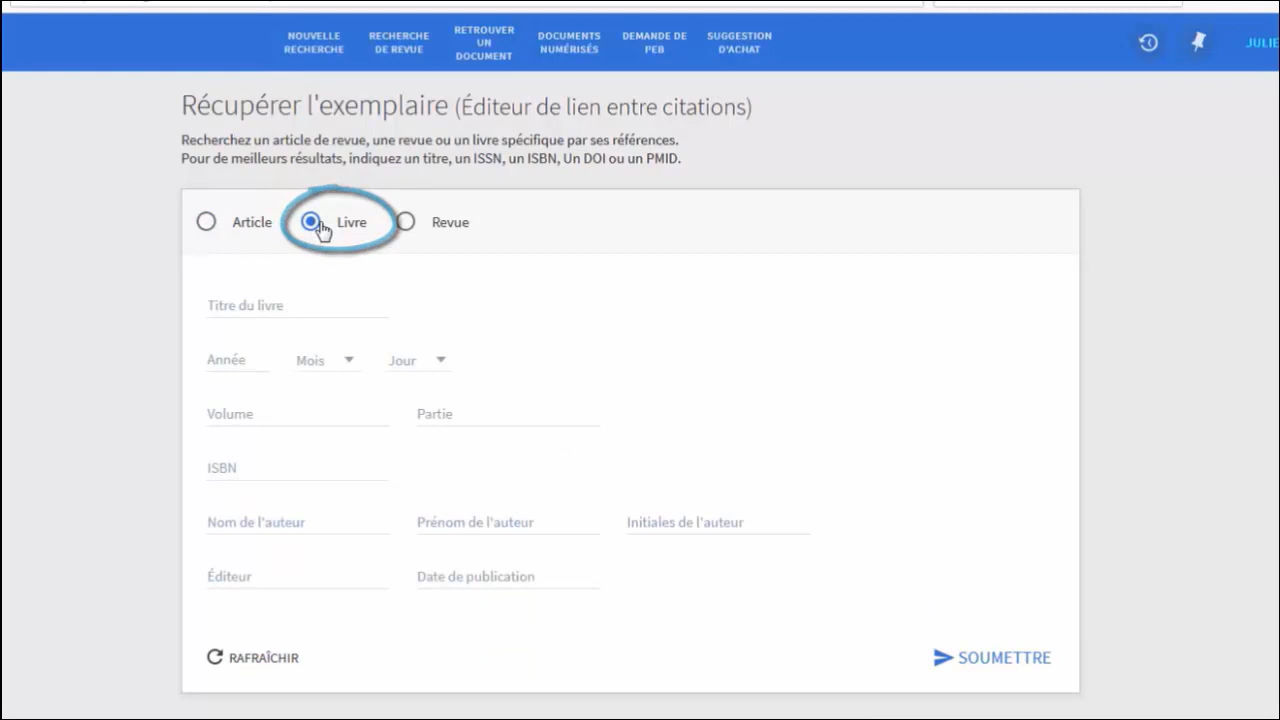 NOUVELLE RECHERCHE
RECHERCHE DE REVUE
RETROUVER UN DOCUMENT
DOCUMENTS NUMÉRISÉS
DEMANDE DE PEB
SUGGESTION D'ACHAT
JULIE
Récupérer l'exemplaire (Éditeur de lien entre citations)
Recherchez un article de revue, une revue ou un livre spécifique par ses références.
Pour de meilleurs résultats, indiquez un titre, un ISSN, un ISBN, Un DOI ou un PMID.
Article Livre Revue
Titre du livre
Année Mois Jour
Volume Partie
ISBN
Nom de l'auteur Prénom de l'auteur Initiales de l'auteur
Éditeur Date de publication
RAFRAÎCHIR SOUMETTRE